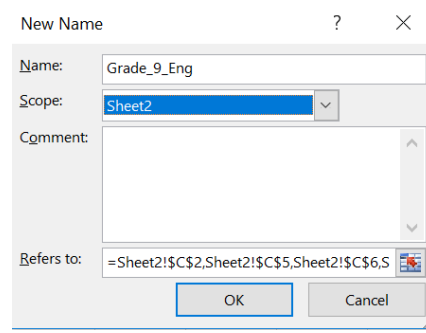 New Name ?
Name: Grade_9_Eng
Scope: Sheet2
Comment:
Refers to: =Sheet2!$C$2,Sheet2!$C$5,Sheet2!$C$6,S
OK Cancel